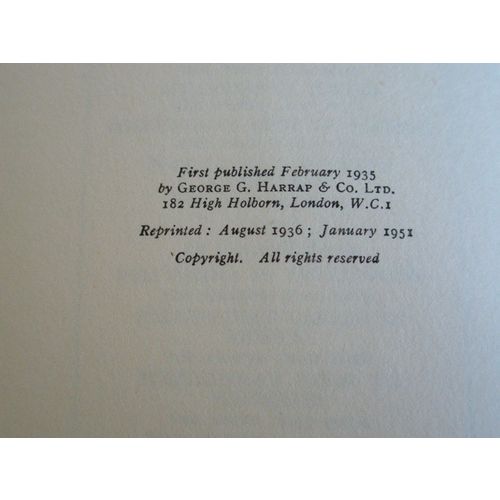 First published February 1935
by GEORGE G. HARRAP & CO. LTD.
182 High Holborn, London, W.C.1
Reprinted: August 1936; January 1951
Copyright. All rights reserved